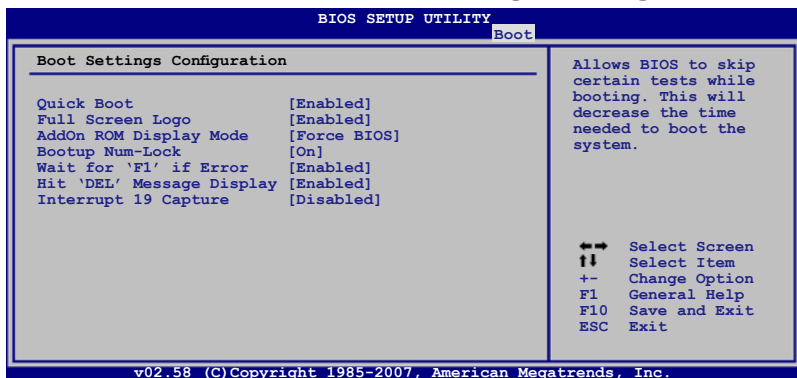 BIOS SETUP UTILITY
Boot
Boot Settings Configuration
Quick Boot [Enabled]
Full Screen Logo [Enabled]
AddOn ROM Display Mode [Force BIOS]
Bootup Num-Lock [On]
Wait for ‘F1’ if Error [Enabled]
Hit ‘DEL’ Message Display [Enabled]
Interrupt 19 Capture [Disabled]
Allows BIOS to skip
certain tests while
booting. This will
decrease the time
needed to boot the
system.
←→ Select Screen
↑↓ Select Item
+- Change Option
F1 General Help
F10 Save and Exit
ESC Exit
v02.58 (C)Copyright 1985-2007, American Megatrends, Inc.